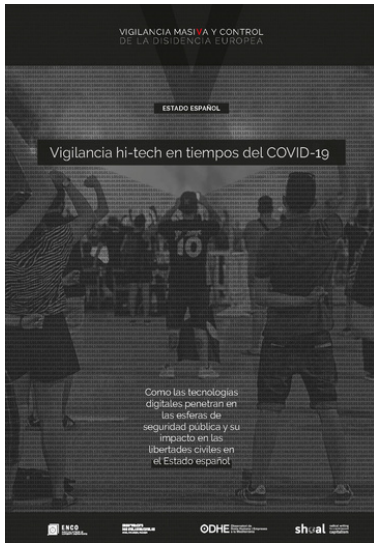 VIGILANCIA MASIVA Y CONTROL
DE LA DISIDENCIA EUROPEA
ESTADO ESPAÑOL
Vigilancia hi-tech en tiempos del COVID-19
10
Como las tecnologías
digitales penetran en
las esferas de
seguridad pública y su
impacto en las
libertades civiles en
el Estado español
ENCO
ODHE
shoal